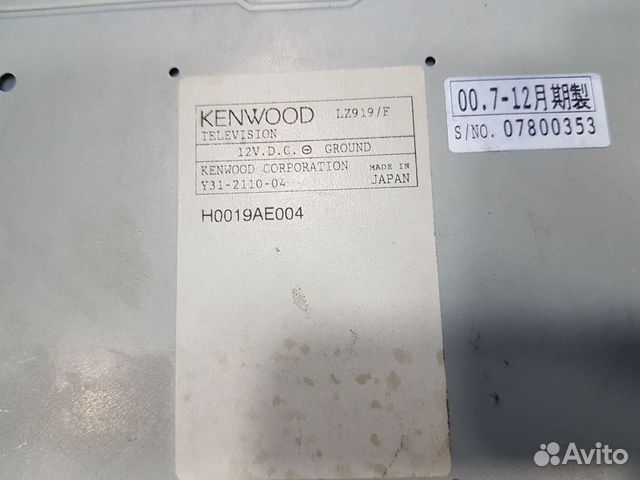 KENWOOD LZ919/F
TELEVISION
12V.D.C.⊖ GROUND
KENWOOD CORPORATION MADE IN
Y31-2110-04 JAPAN
H0019AE004
00.7-12月期製
S/NO. 07800353
Avito